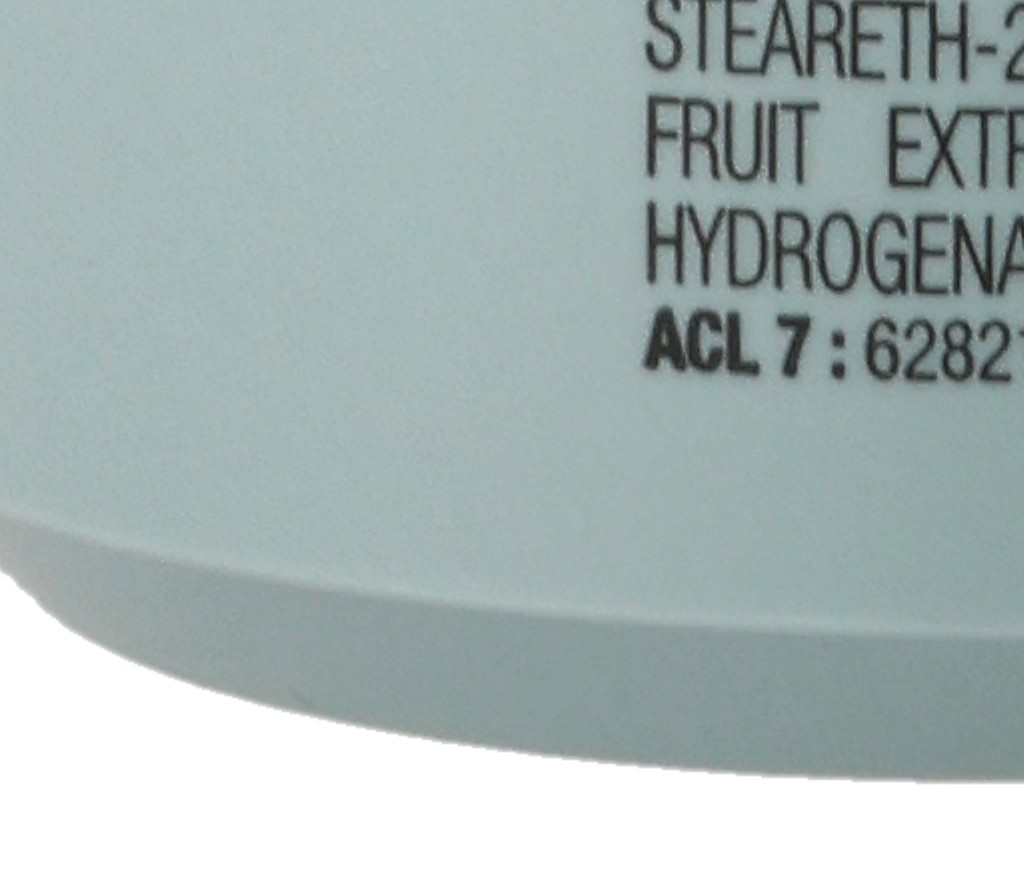 STEARETH-2
FRUIT EXTR
HYDROGENA
ACL 7 : 6282